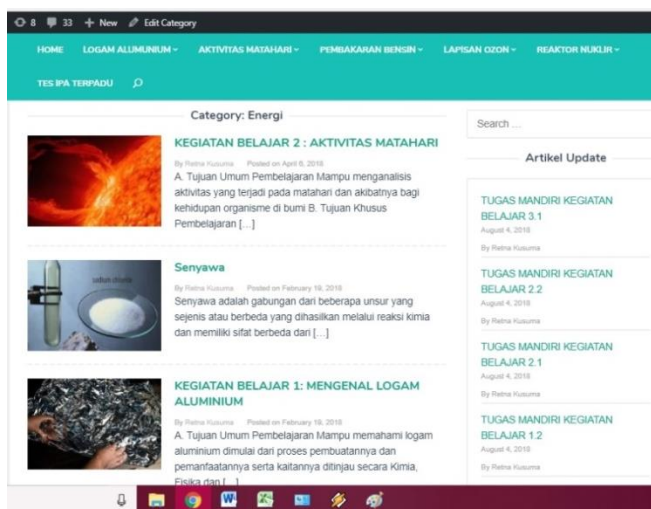 8 33 + New Edit Category
HOME LOGAM ALUMUNIUM AKTIVITAS MATAHARI PEMBAKARAN BENSIN LAPISAN OZON REAKTOR NUKLIR
TES IPA TERPADU
Category: Energi
KEGIATAN BELAJAR 2 : AKTIVITAS MATAHARI
By Retna Kusuma Posted on April 6, 2018
A. Tujuan Umum Pembelajaran Mampu menganalisis
aktivitas yang terjadi pada matahari dan akibatnya bagi
kehidupan organisme di bumi B. Tujuan Khusus
Pembelajaran […]
Senyawa
By Retna Kusuma Posted on February 19, 2018
Senyawa adalah gabungan dari beberapa unsur yang
sejenis atau berbeda yang dihasilkan melalui reaksi kimia
dan memiliki sifat berbeda dari […]
KEGIATAN BELAJAR 1: MENGENAL LOGAM
ALUMINIUM
By Retna Kusuma Posted on February 19, 2018
A. Tujuan Umum Pembelajaran Mampu memahami logam
aluminium dimulai dari proses pembuatannya dan
pemanfaatannya serta kaitannya ditinjau secara Kimia,
Fisika dan […]
Search ...
Artikel Update
TUGAS MANDIRI KEGIATAN
BELAJAR 3.1
August 4, 2018
By Retna Kusuma
TUGAS MANDIRI KEGIATAN
BELAJAR 2.2
August 4, 2018
By Retna Kusuma
TUGAS MANDIRI KEGIATAN
BELAJAR 2.1
August 4, 2018
By Retna Kusuma
TUGAS MANDIRI KEGIATAN
BELAJAR 1.2
August 4, 2018
By Retna Kusuma